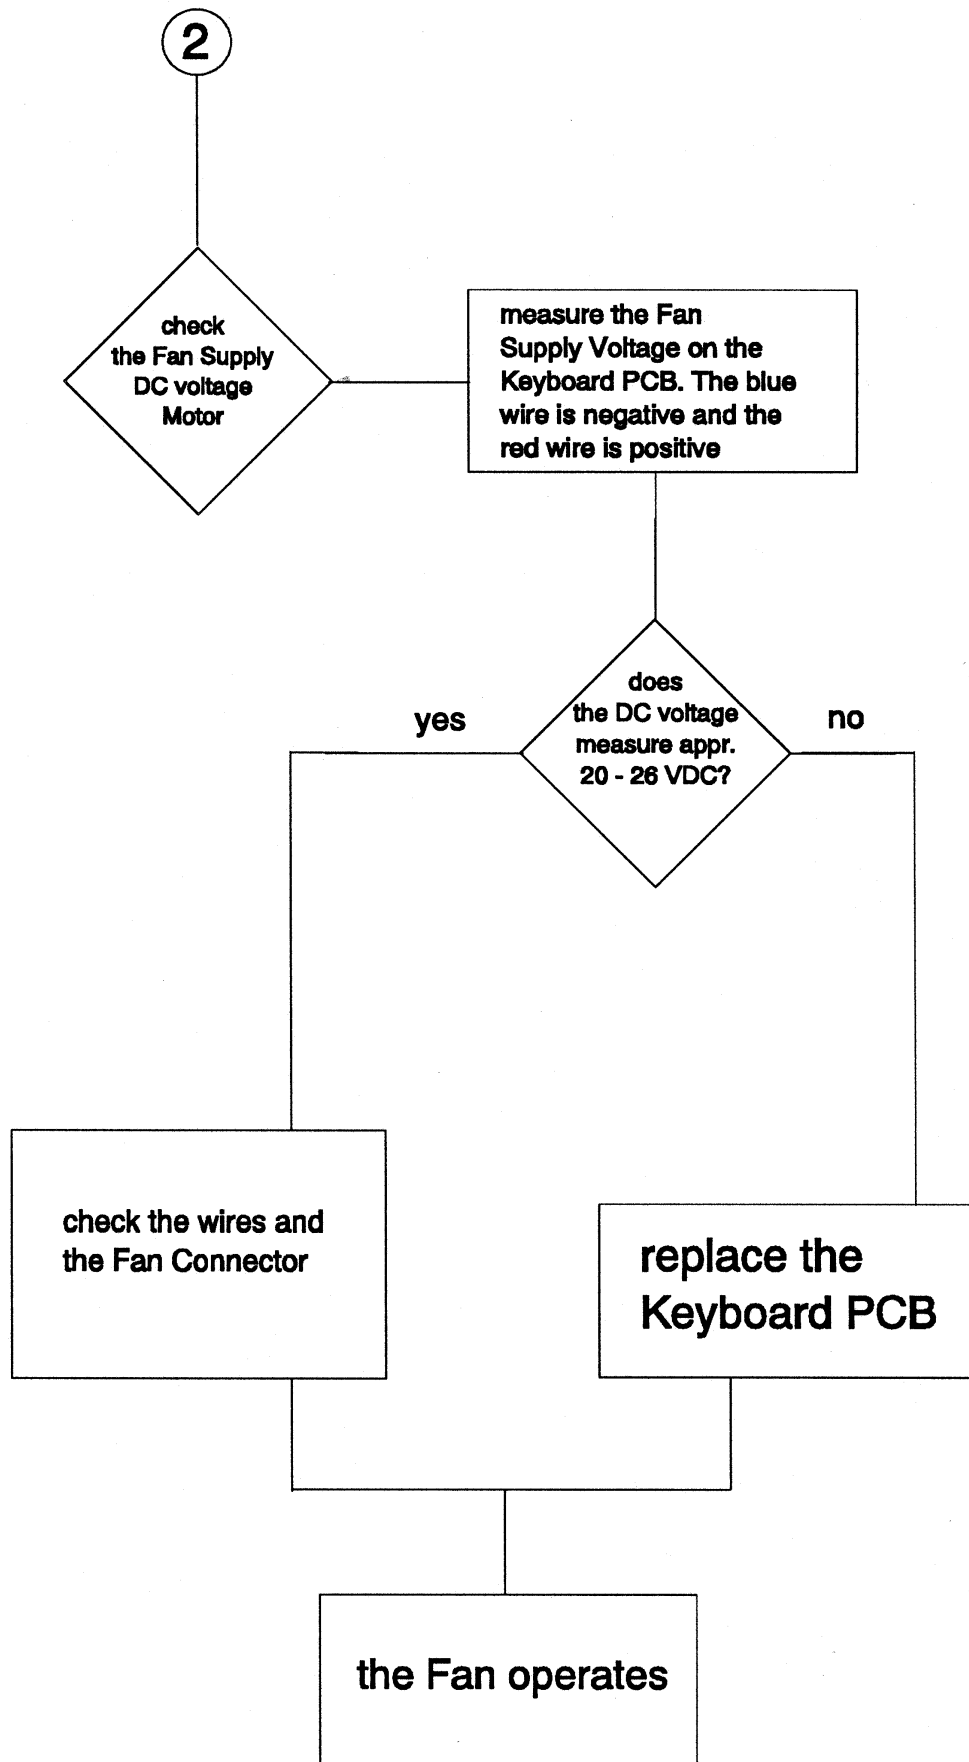 2
check
the Fan Supply
DC voltage
Motor
measure the Fan
Supply Voltage on the
Keyboard PCB. The blue
wire is negative and the
red wire is positive
does
the DC voltage
measure appr.
20 - 26 VDC?
yes
no
check the wires and
the Fan Connector
replace the
Keyboard PCB
the Fan operates